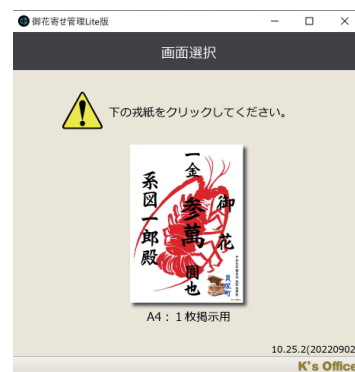 御花寄せ管理Lite版
画面選択
下の戎紙をクリックしてください。
一金
参萬
圓也
御花
系図一郎殿
貝塚町
A4：１枚掲示用
10.25.2(20220902
K's Office